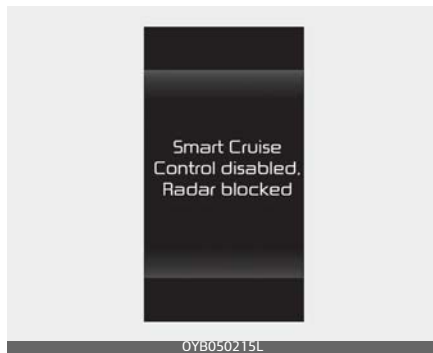 Smart Cruise
Control disabled,
Radar blocked
OYB050215L